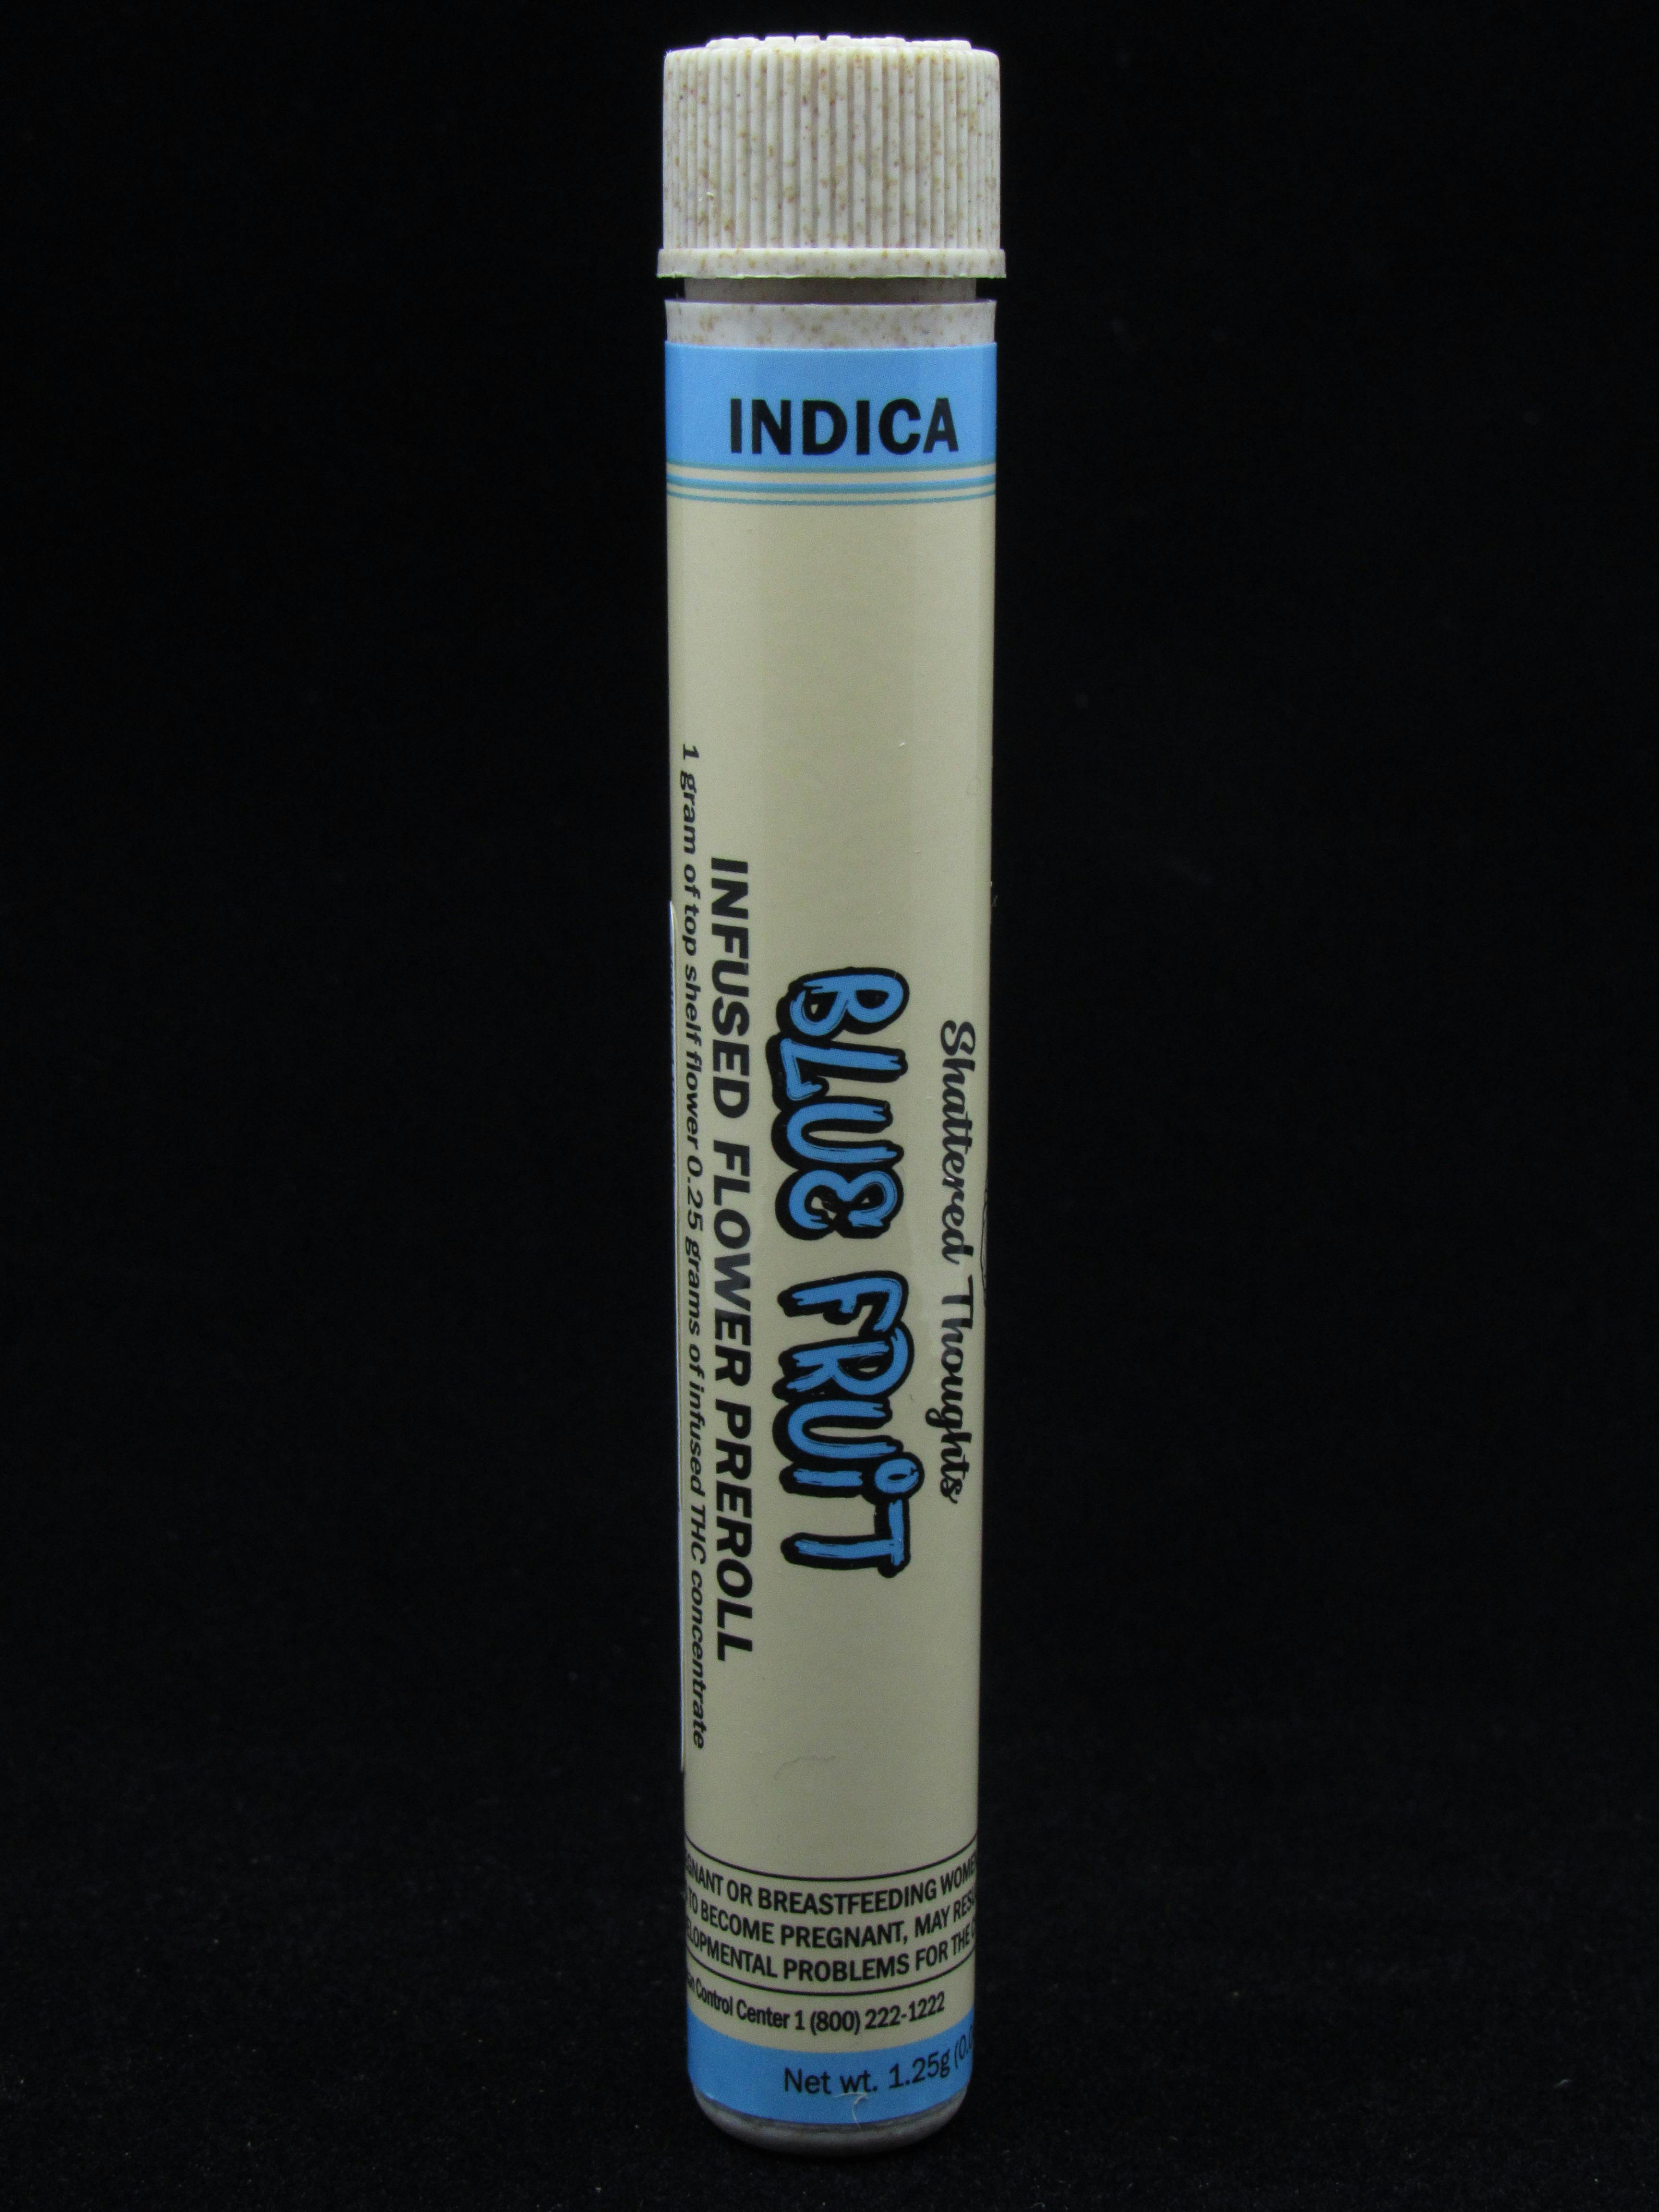 INDICA
Shattered Thoughts
BLUE FRUiT
INFUSED FLOWER PREROLL
1 gram of top shelf flower 0.25 grams of infused THC concentrate
OR BREASTFEEDING
TO BECOME PREGNANT, MAY
PROBLEMS FOR THE
Control Center 1 (800) 222-1222
Net wt. 1.25g